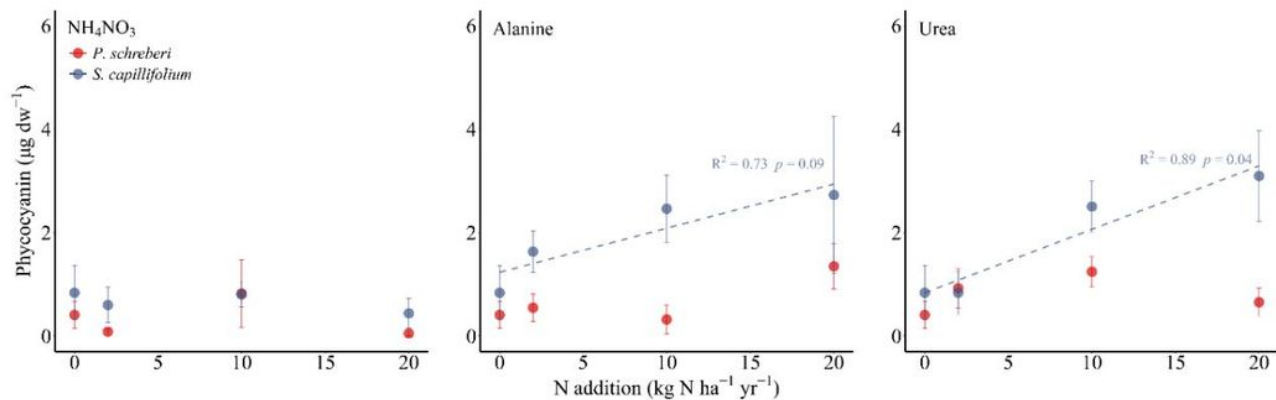 NH₄NO₃
P. schreberi
S. capillifolium
Alanine
R² = 0.73 p = 0.09
Urea
R² = 0.89 p = 0.04
Phycocyanin (µg dw⁻¹)
6
4
2
0
6
4
2
0
6
4
2
0
0 5 10 15 20
0 5 10 15 20
0 5 10 15 20
N addition (kg N ha⁻¹ yr⁻¹)